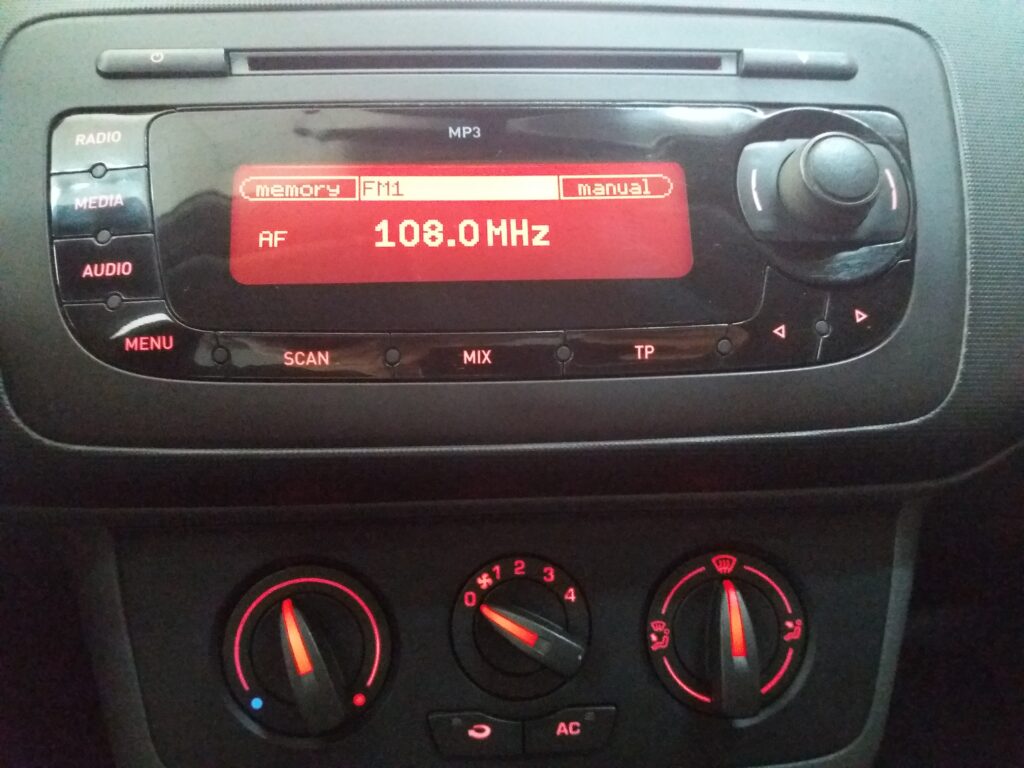 MP3
RADIO
MEDIA
AUDIO
MENU
memory FM1 manual
AF 108.0 MHz
SCAN MIX TP
0 1 2 3 4
AC